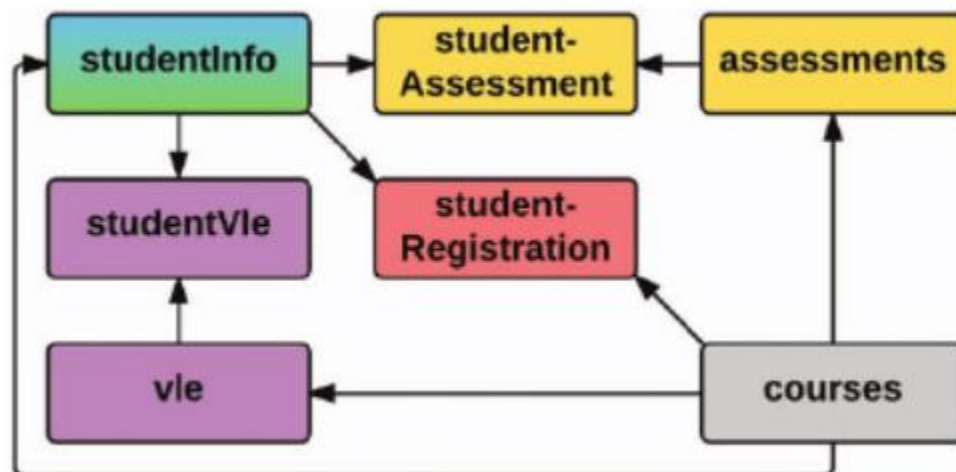 studentInfo
student-
Assessment
assessments
studentVle
student-
Registration
vle
courses